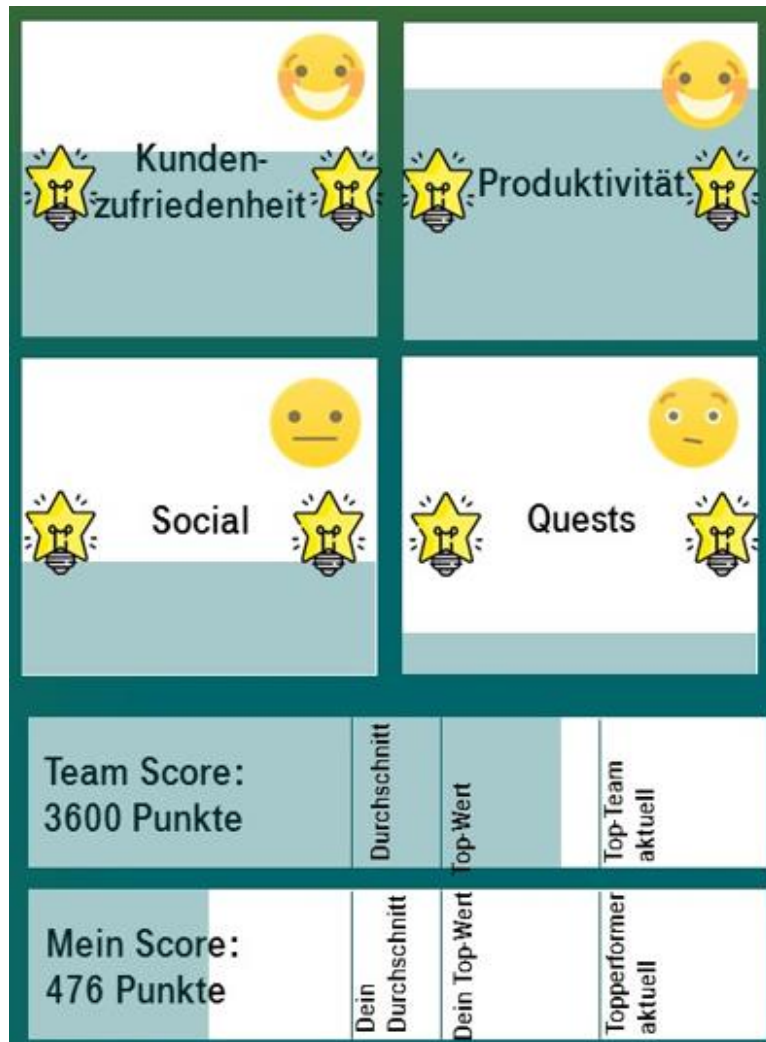 Kunden-
zufriedenheit
Produktivität
Social
Quests
Team Score:
3600 Punkte
Durchschnitt
Top-Wert
Top-Team
aktuell
Mein Score:
476 Punkte
Dein
Durchschnitt
Dein Top-Wert
Topperformer
aktuell